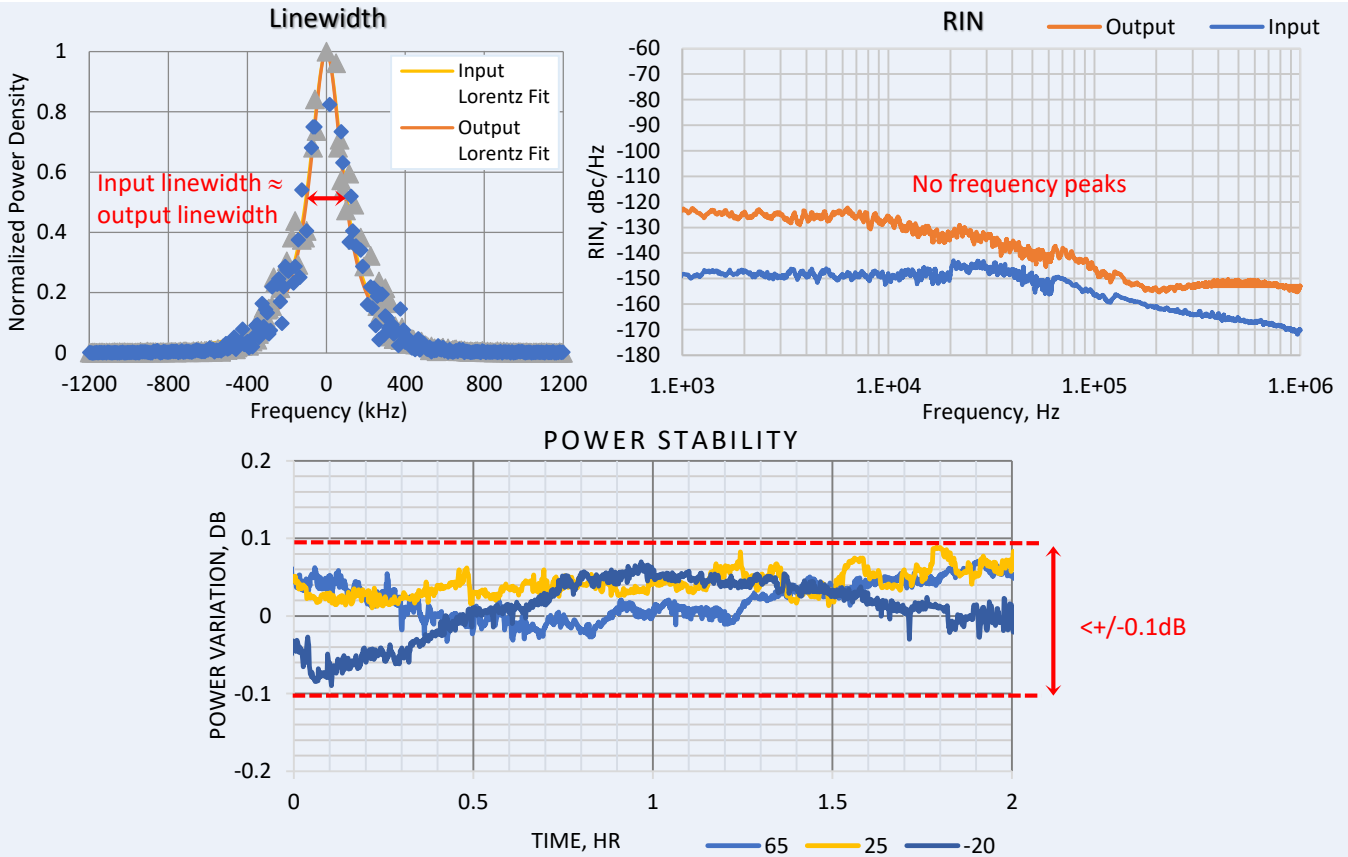 Linewidth
Normalized Power Density
1
0.8
0.6
0.4
0.2
0
-1200
-800
-400
0
400
800
1200
Frequency (kHz)
Input
Lorentz Fit
Output
Lorentz Fit
Input linewidth ≈
output linewidth
RIN
Output
Input
RIN, dBc/Hz
-60
-70
-80
-90
-100
-110
-120
-130
-140
-150
-160
-170
-180
1.E+03
1.E+04
1.E+05
1.E+06
Frequency, Hz
No frequency peaks
POWER STABILITY
POWER VARIATION, DB
0.2
0.1
0
-0.1
-0.2
0
0.5
1
1.5
2
TIME, HR
65
25
-20
<+/-0.1dB